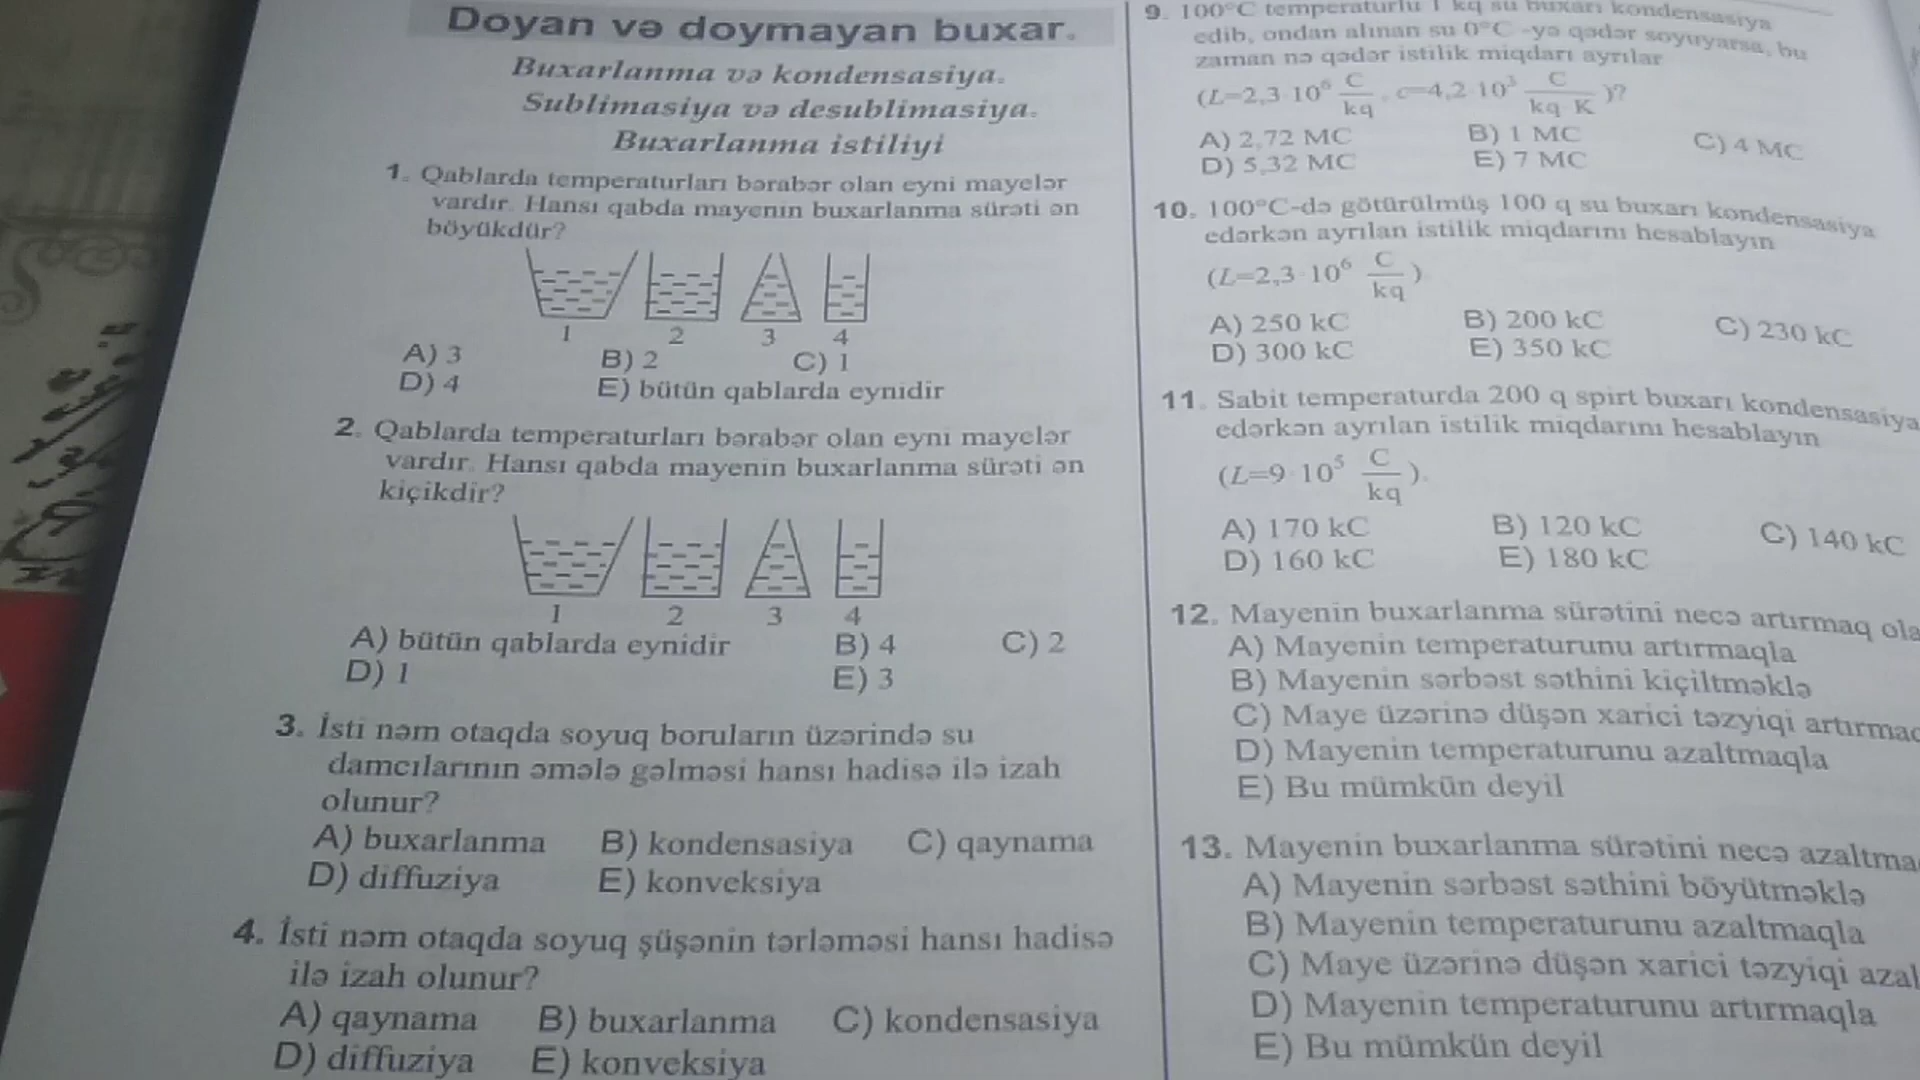 Doyan və doymayan buxar.
Buxarlanma və kondensasiya.
Sublimasiya və desublimasiya.
Buxarlanma istiliyi
1. Qablarda temperaturları bərabər olan eyni mayelər
vardır. Hansı qabda mayenin buxarlanma sürəti ən
böyükdür?
1 2 3 4
A) 3 B) 2 C) 1
D) 4 E) bütün qablarda eynidir
2. Qablarda temperaturları bərabər olan eyni mayelər
vardır. Hansı qabda mayenin buxarlanma sürəti ən
kiçikdir?
1 2 3 4
A) bütün qablarda eynidir B) 4 C) 2
D) 1 E) 3
3. İsti nəm otaqda soyuq boruların üzərində su
damcılarının əmələ gəlməsi hansı hadisə ilə izah
olunur?
A) buxarlanma B) kondensasiya C) qaynama
D) diffuziya E) konveksiya
4. İsti nəm otaqda soyuq şüşənin tərləməsi hansı hadisə
ilə izah olunur?
A) qaynama B) buxarlanma C) kondensasiya
D) diffuziya E) konveksiya
9. 100°C temperaturlu 1 kq su buxarı kondensasiya
edib, ondan alınan su 0°C -yə qədər soyuyarsa, bu
zaman nə qədər istilik miqdarı ayrılar
(L=2,3·10⁶ C/kq, c=4,2·10³ C/kq·K)?
A) 2,72 MC B) 1 MC C) 4 MC
D) 5,32 MC E) 7 MC
10. 100°C-də götürülmüş 100 q su buxarı kondensasiya
edərkən ayrılan istilik miqdarını hesablayın
(L=2,3·10⁶ C/kq)
A) 250 kC B) 200 kC C) 230 kC
D) 300 kC E) 350 kC
11. Sabit temperaturda 200 q spirt buxarı kondensasiya
edərkən ayrılan istilik miqdarını hesablayın
(L=9·10⁵ C/kq).
A) 170 kC B) 120 kC C) 140 kC
D) 160 kC E) 180 kC
12. Mayenin buxarlanma sürətini necə artırmaq ola
A) Mayenin temperaturunu artırmaqla
B) Mayenin sərbəst səthini kiçiltməklə
C) Maye üzərinə düşən xarici təzyiqi artırmaq
D) Mayenin temperaturunu azaltmaqla
E) Bu mümkün deyil
13. Mayenin buxarlanma sürətini necə azaltma
A) Mayenin sərbəst səthini böyütməklə
B) Mayenin temperaturunu azaltmaqla
C) Maye üzərinə düşən xarici təzyiqi azal
D) Mayenin temperaturunu artırmaqla
E) Bu mümkün deyil